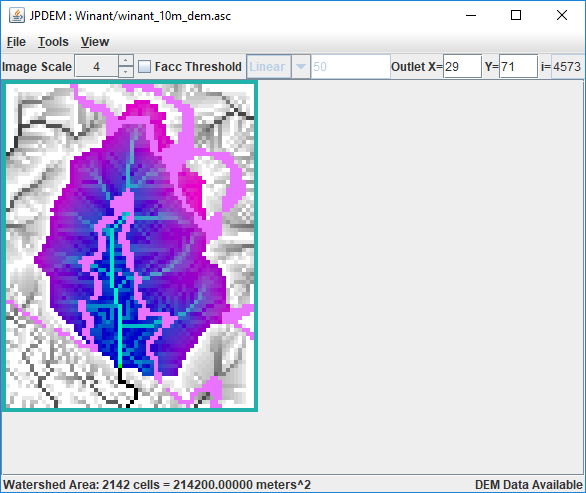 JPDEM : Winant/winant_10m_dem.asc
File Tools View
Image Scale 4 Facc Threshold Linear 50 Outlet X= 29 Y= 71 i= 4573
Watershed Area: 2142 cells = 214200.00000 meters^2 DEM Data Available